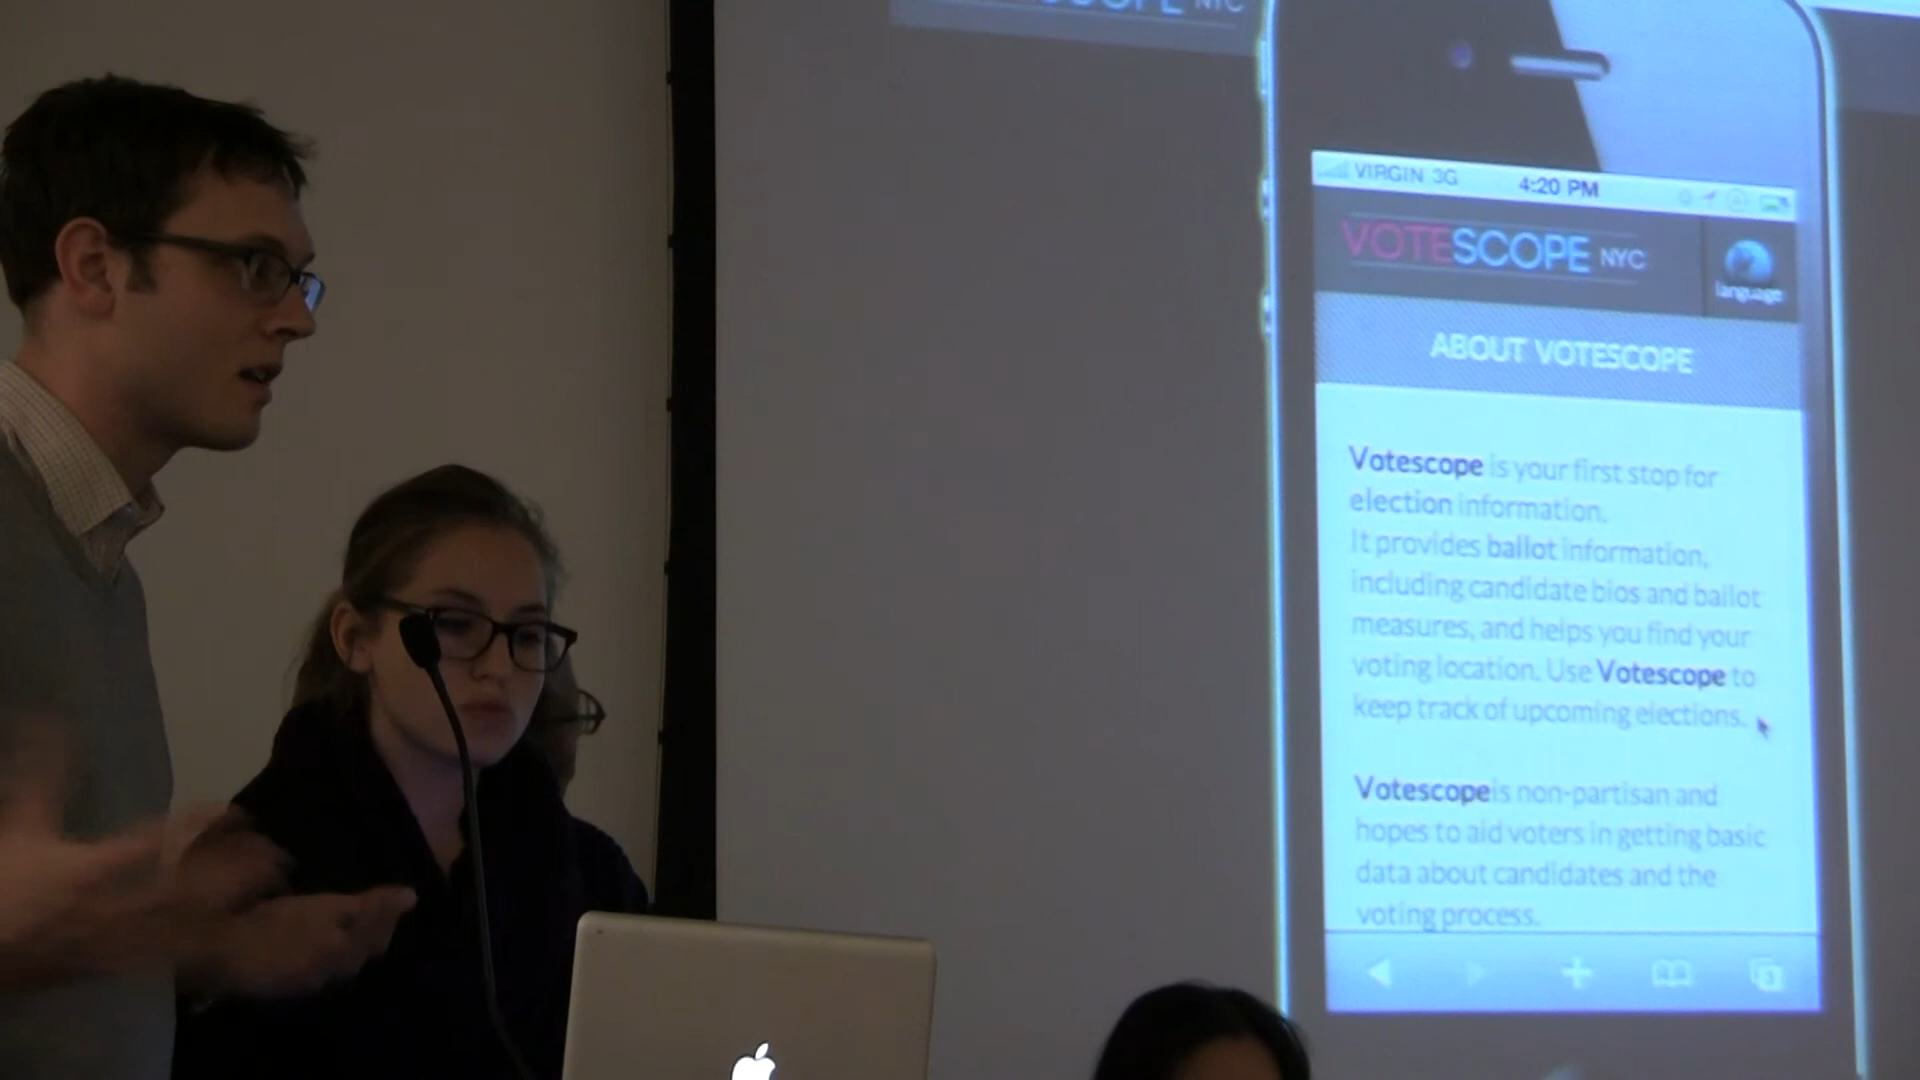 SCOPE NYC
VIRGIN 3G 4:20 PM
VOTESCOPE NYC
language
ABOUT VOTESCOPE
Votescope is your first stop for
election information.
It provides ballot information,
including candidate bios and ballot
measures, and helps you find your
voting location. Use Votescope to
keep track of upcoming elections.
Votescope is non-partisan and
hopes to aid voters in getting basic
data about candidates and the
voting process.
3